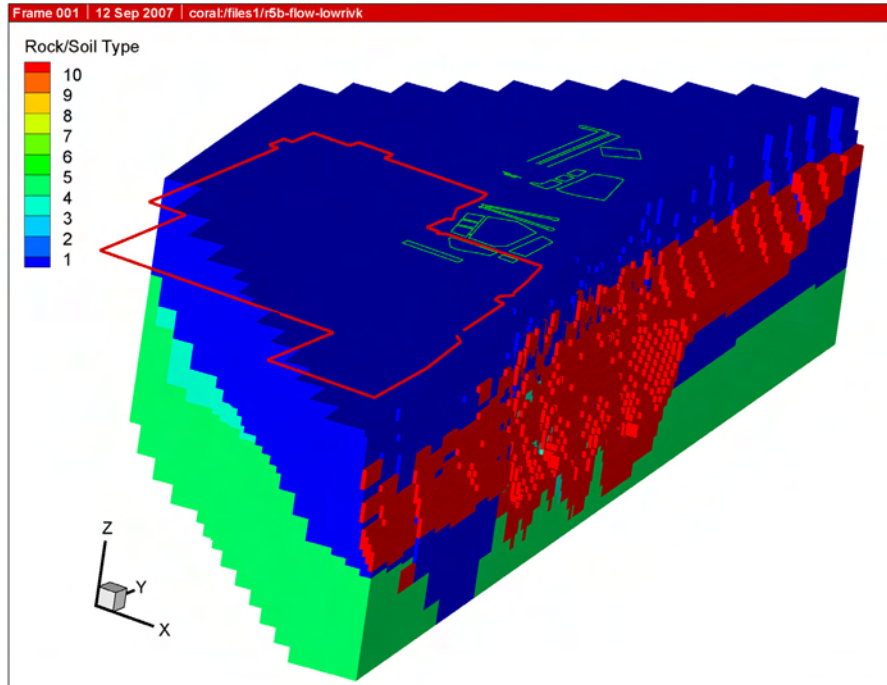 Frame 001 | 12 Sep 2007 | coral:/files1/r5b-flow-lowrivk
Rock/Soil Type
10
9
8
7
6
5
4
3
2
1
Z
Y
X